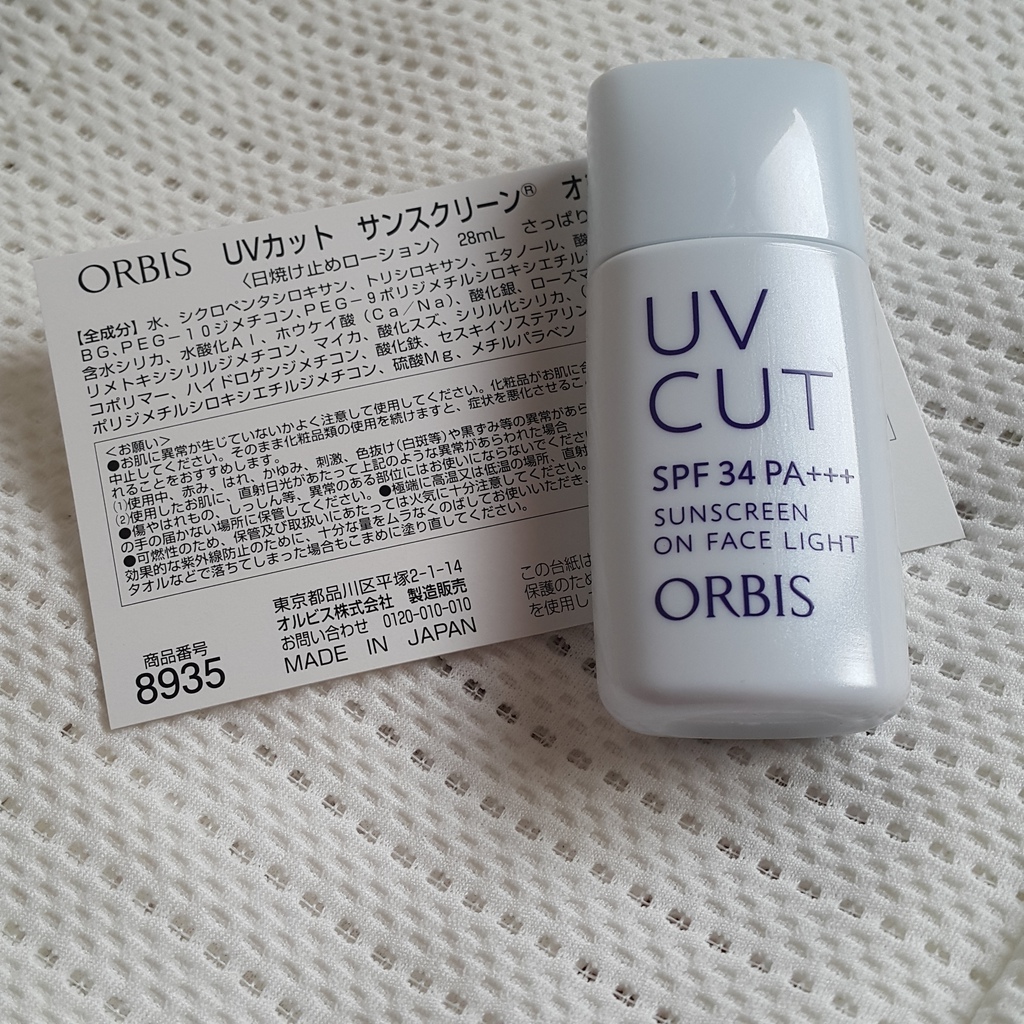 ORBIS UVカット サンスクリーン® オ
〈日焼け止めローション〉 28mL さっぱり
【全成分】水、シクロペンタシロキサン、トリシロキサン、エタノール、酸
BG、PEG-10ジメチコン、PEG-9ポリジメチルシロキシエチル
含水シリカ、水酸化Al、ホウケイ酸(Ca/Na)、酸化銀、ローズマ
リメトキシシリルジメチコン、マイカ、酸化スズ、シリル化シリカ、(
コポリマー、ハイドロゲンジメチコン、酸化鉄、セスキイソステアリン
ポリジメチルシロキシエチルジメチコン、硫酸Mg、メチルパラベン
<お願い>
●お肌に異常が生じていないかよく注意して使用してください。化粧品がお肌に合
中止してください。そのまま化粧品類の使用を続けますと、症状を悪化させるこ
れることをおすすめします。
(1)使用中、赤み、はれ、かゆみ、刺激、色抜け(白斑等)や黒ずみ等の異常があら
(2)使用したお肌に、直射日光があたって上記のような異常があらわれた場合
●傷やはれもの、しっしん等、異常のある部位にはお使いにならないでくださ
の手の届かない場所に保管してください。●極端に高温又は低温の場所、直射
●可燃性のため、保管及び取扱いにあたっては火気に十分注意してください。
効果的な紫外線防止のために、十分な量をムラなくのばしてお使いいただき、
タオルなどで落ちてしまった場合もこまめに塗り直してください。
東京都品川区平塚2-1-14
オルビス株式会社 製造販売
お問い合わせ 0120-010-010
MADE IN JAPAN
商品番号
8935
この台紙は
保護のため
を使用し
UV
CUT
SPF 34 PA+++
SUNSCREEN
ON FACE LIGHT
ORBIS